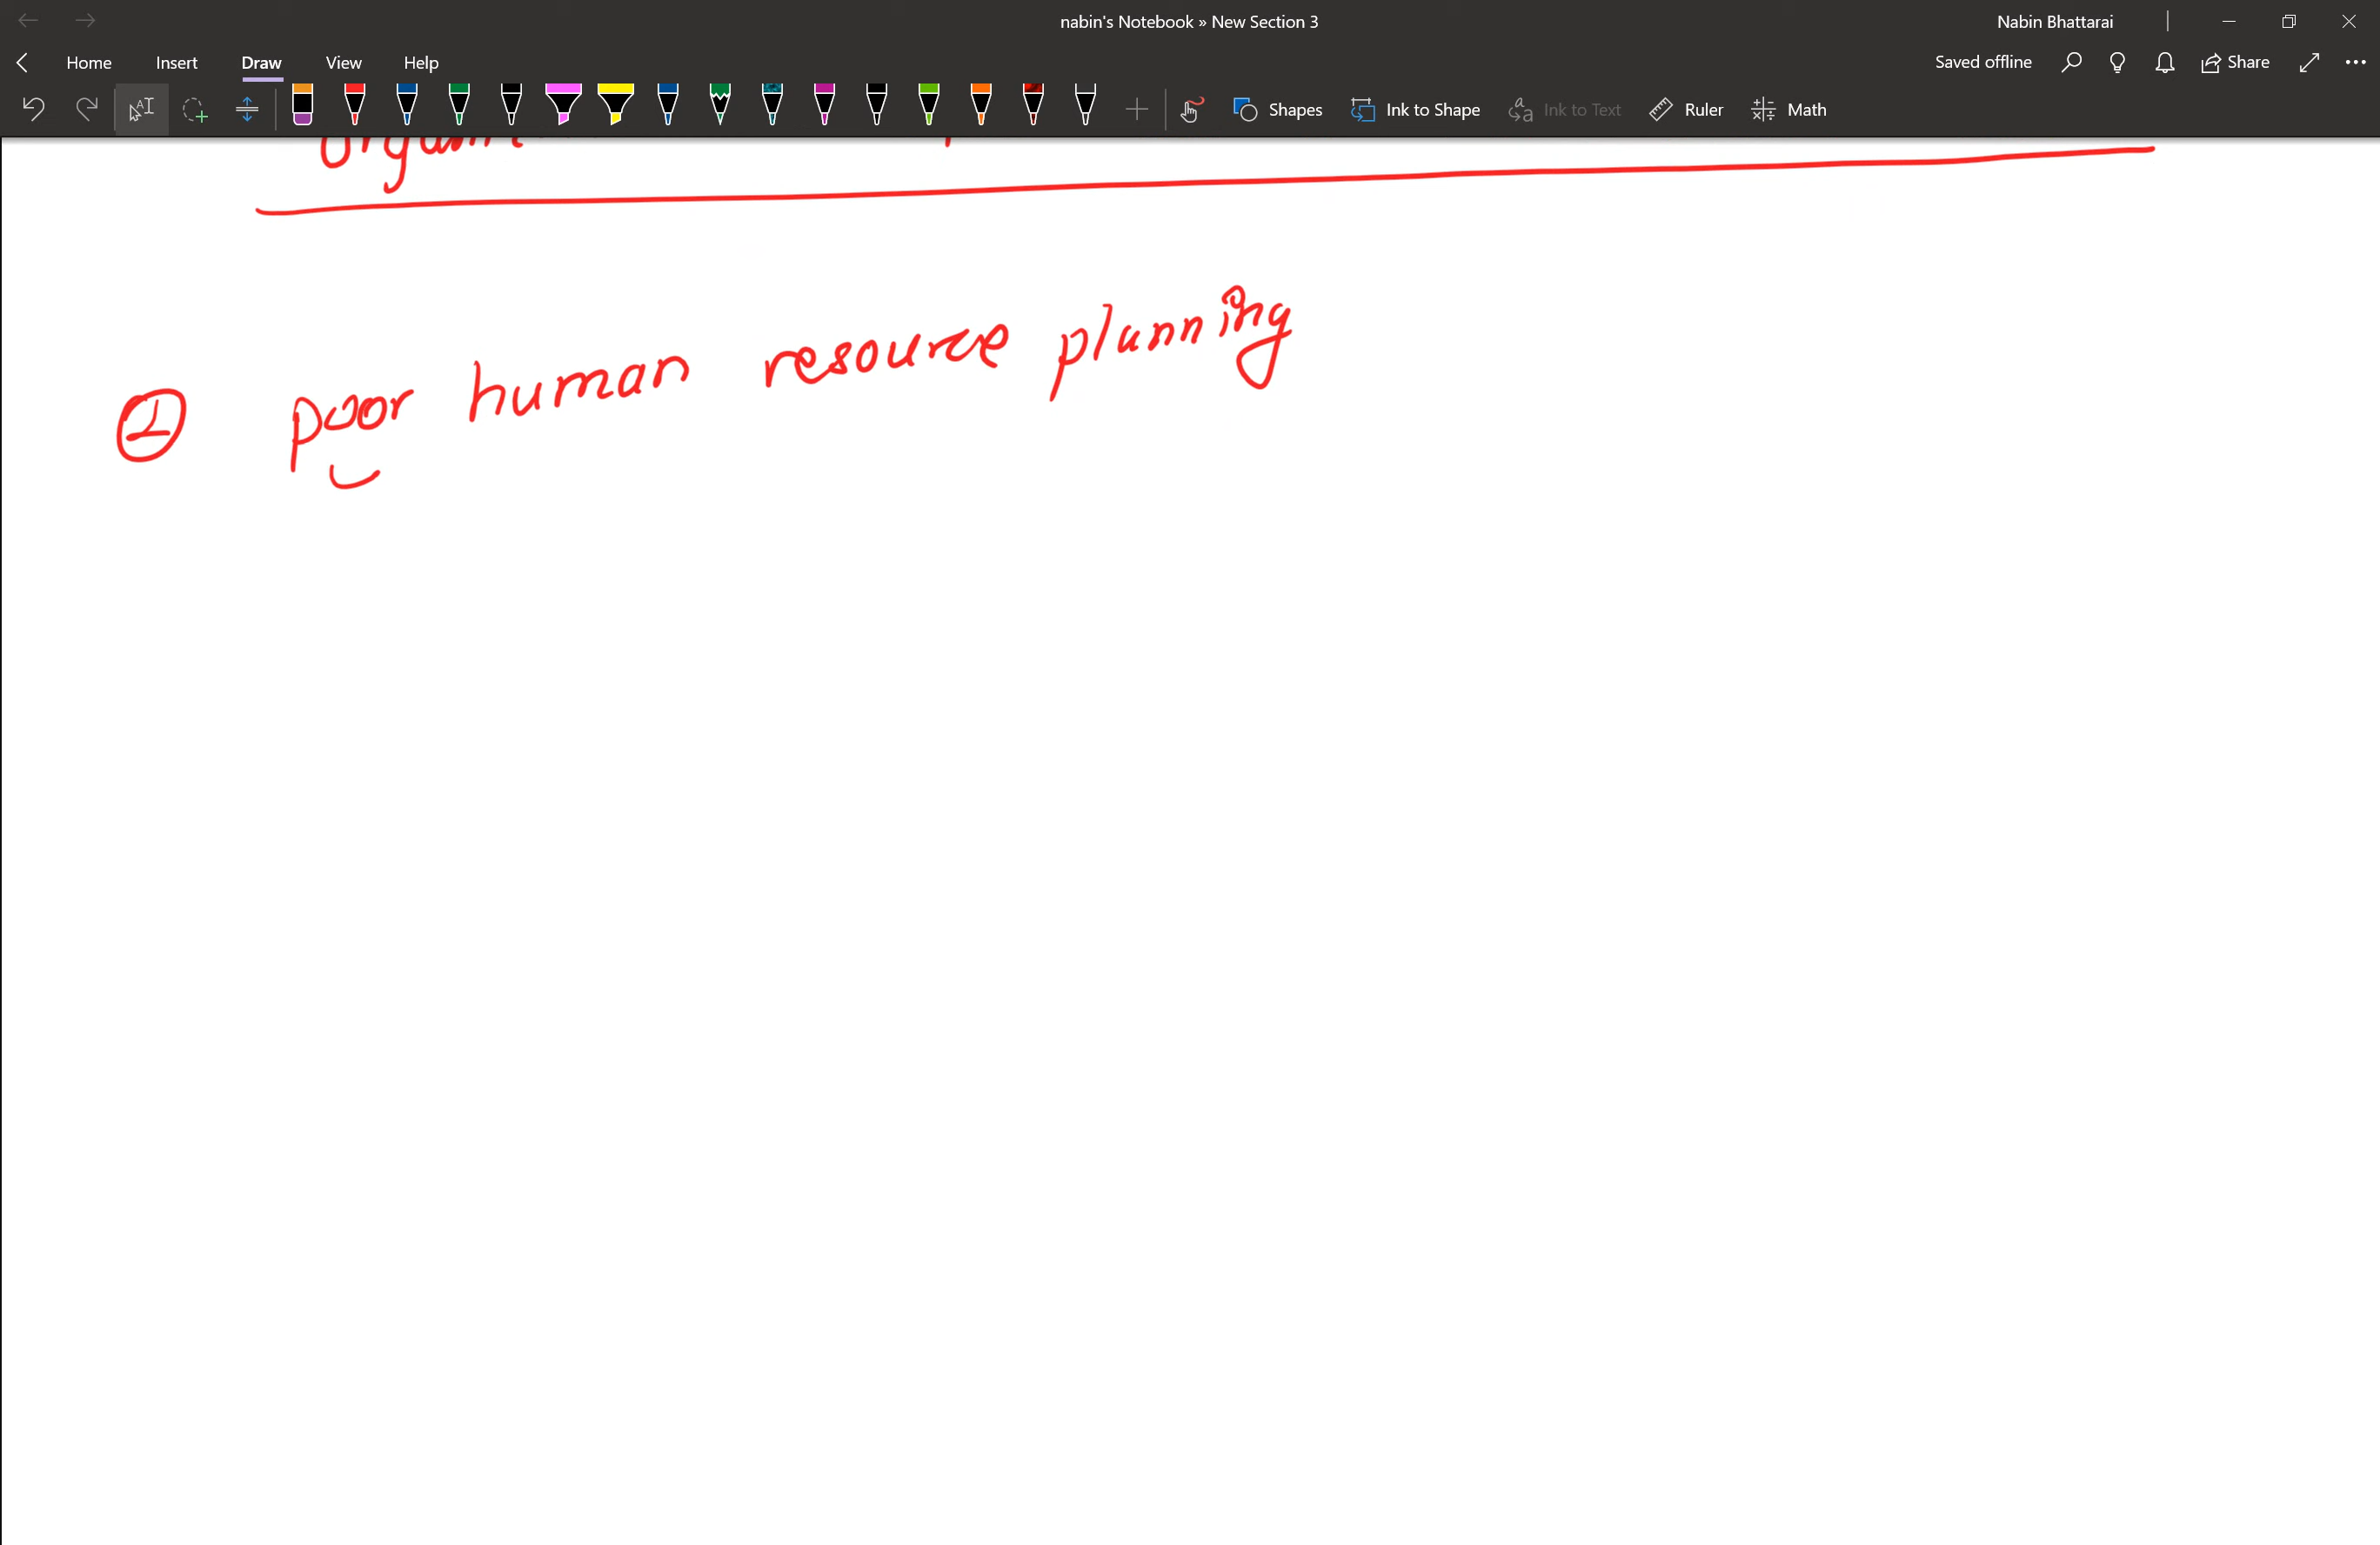 nabin's Notebook » New Section 3
Nabin Bhattarai
Home Insert Draw View Help
Saved offline
Share
Shapes
Ink to Shape
Ink to Text
Ruler
Math
① poor human resource planning